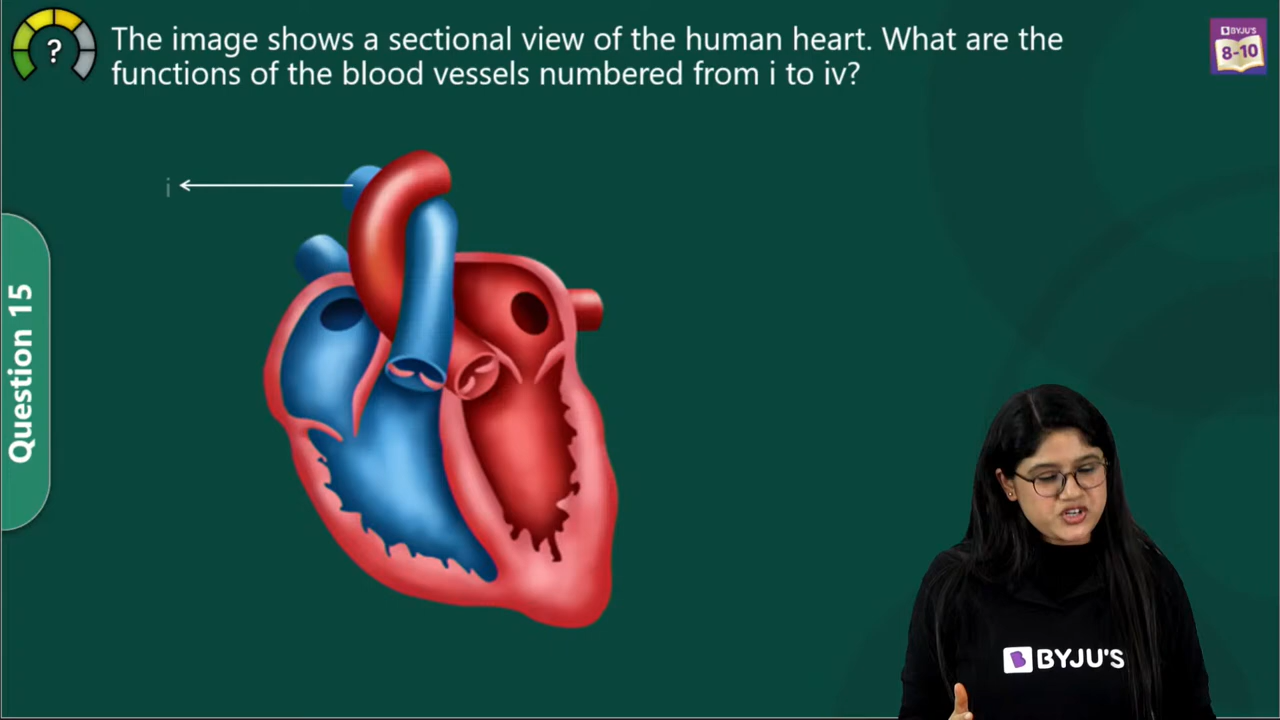 ?
The image shows a sectional view of the human heart. What are the
functions of the blood vessels numbered from i to iv?
BYJU'S
8-10
i
Question 15
BYJU'S